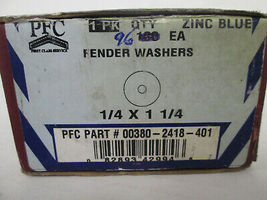 PFC
FIRST-CLASS-SERVICE
1 PK QTY ZINC BLUE
96 100 EA
FENDER WASHERS
1/4 X 1 1/4
PFC PART # 00380-2418-401